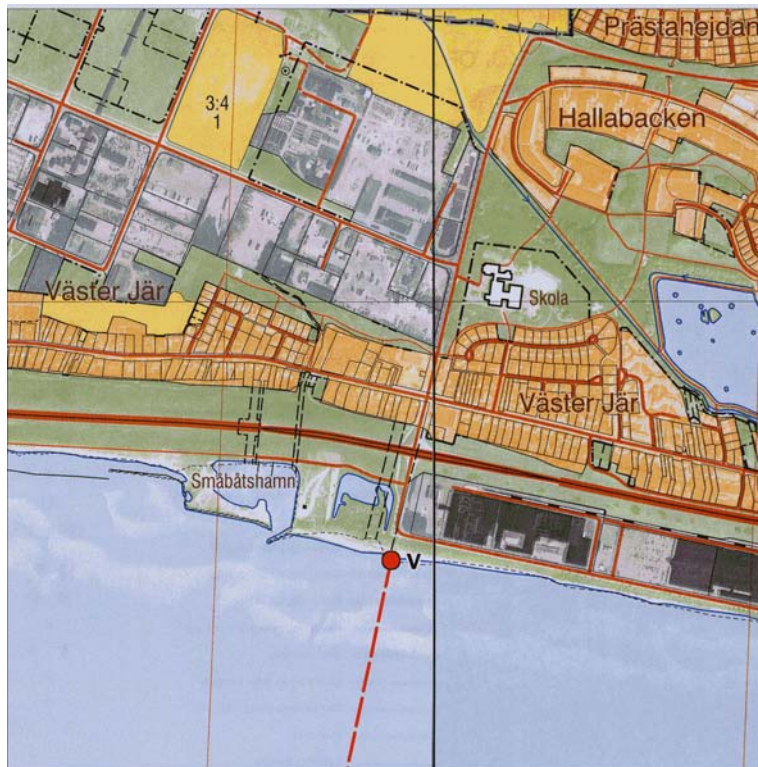 Prästahejdan
3:4
1
Hallabacken
Väster Jär
Skola
Väster Jär
Småbåtshamn
V